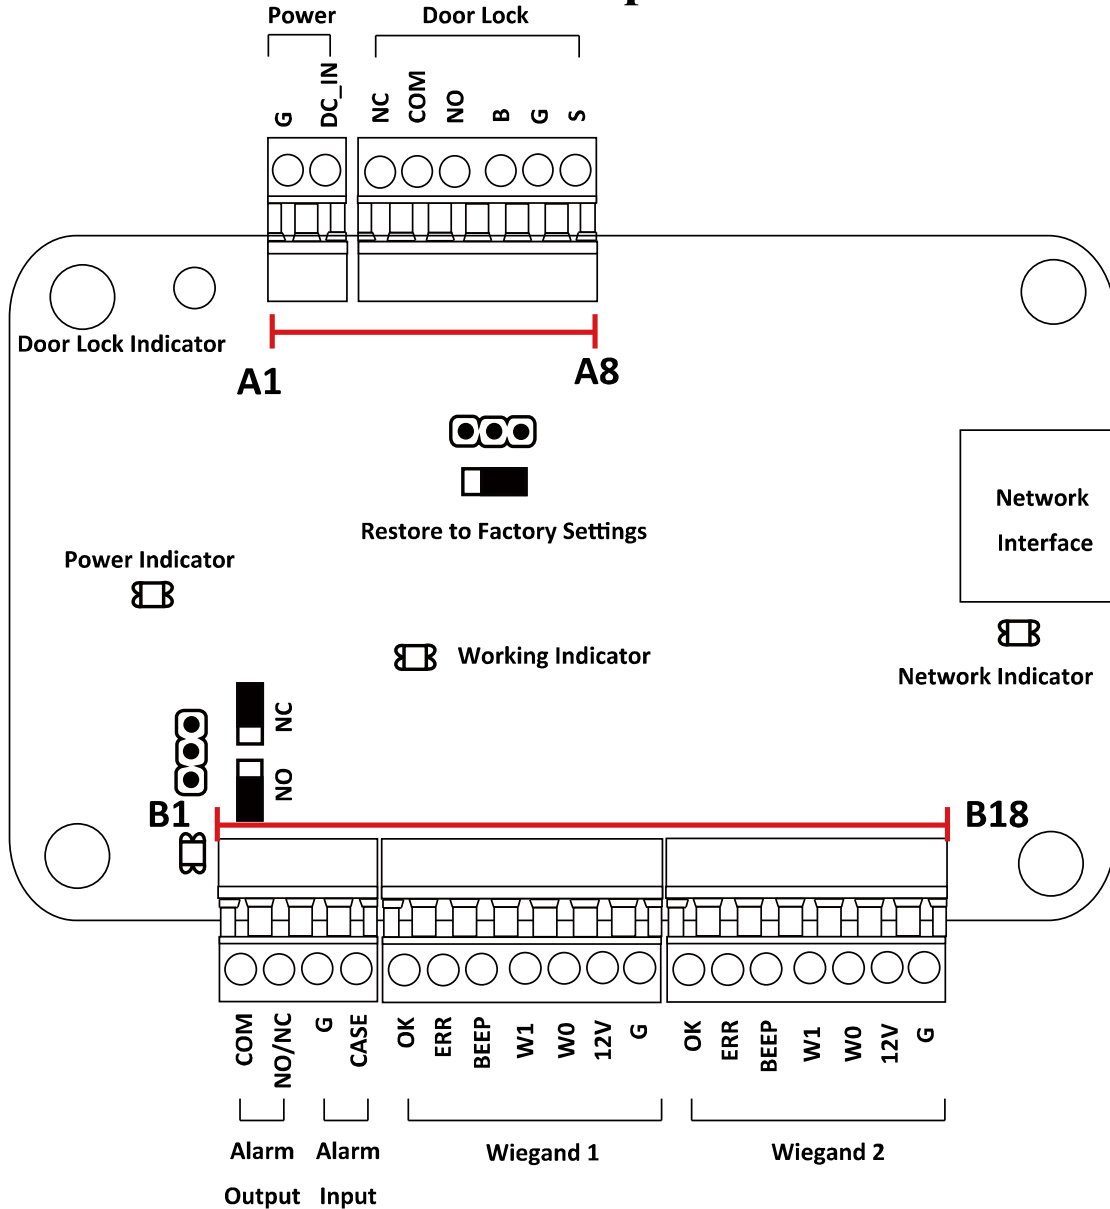 Power
Door Lock
G
DC_IN
NC
COM
NO
B
G
S
Door Lock Indicator
A1
A8
Restore to Factory Settings
Network
Interface
Power Indicator
Working Indicator
Network Indicator
NC
NO
B1
B18
COM
NO/NC
G
CASE
OK
ERR
BEEP
W1
W0
12V
G
OK
ERR
BEEP
W1
W0
12V
G
Alarm
Output
Alarm
Input
Wiegand 1
Wiegand 2